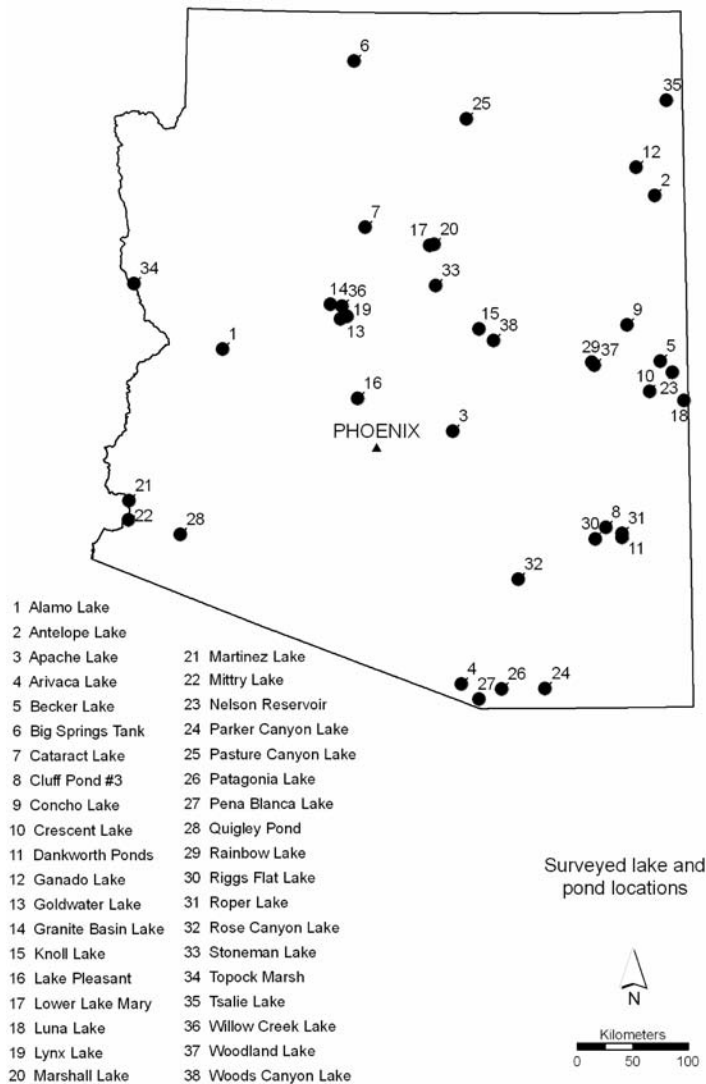 6
35
25
12
2
7
17 20
34
33
14 36
19
13
15
38
9
1
29 37
5
10 23
18
16
3
PHOENIX
21
22
28
8
30 31
11
32
4
27
26
24
1 Alamo Lake
2 Antelope Lake
3 Apache Lake
4 Arivaca Lake
5 Becker Lake
6 Big Springs Tank
7 Cataract Lake
8 Cluff Pond #3
9 Concho Lake
10 Crescent Lake
11 Dankworth Ponds
12 Ganado Lake
13 Goldwater Lake
14 Granite Basin Lake
15 Knoll Lake
16 Lake Pleasant
17 Lower Lake Mary
18 Luna Lake
19 Lynx Lake
20 Marshall Lake
21 Martinez Lake
22 Mittry Lake
23 Nelson Reservoir
24 Parker Canyon Lake
25 Pasture Canyon Lake
26 Patagonia Lake
27 Pena Blanca Lake
28 Quigley Pond
29 Rainbow Lake
30 Riggs Flat Lake
31 Roper Lake
32 Rose Canyon Lake
33 Stoneman Lake
34 Topock Marsh
35 Tsalie Lake
36 Willow Creek Lake
37 Woodland Lake
38 Woods Canyon Lake
Surveyed lake and
pond locations
N
Kilometers
0 50 100